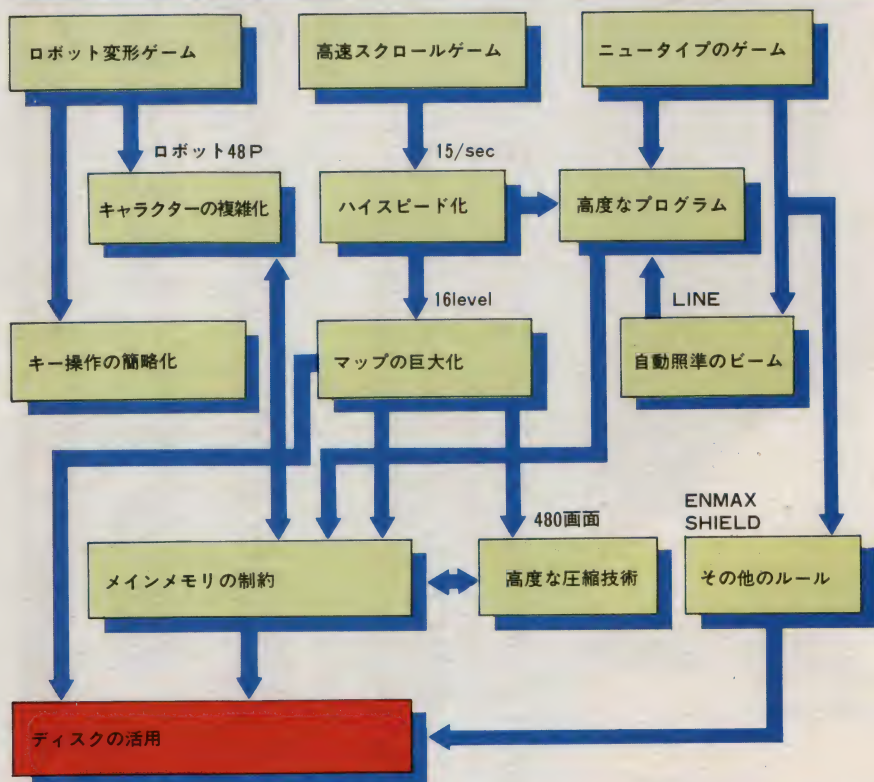 ロボット変形ゲーム
高速スクロールゲーム
ニュータイプのゲーム
ロボット48P
15/sec
キャラクターの複雑化
ハイスピード化
高度なプログラム
16level
LINE
キー操作の簡略化
マップの巨大化
自動照準のビーム
480画面
ENMAX
SHIELD
メインメモリの制約
高度な圧縮技術
その他のルール
ディスクの活用